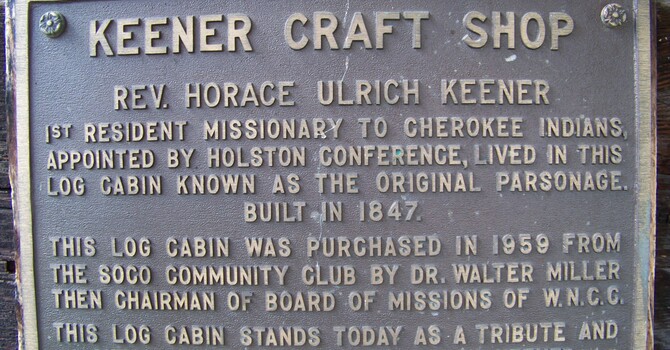 KEENER CRAFT SHOP
REV. HORACE ULRICH KEENER
1ST RESIDENT MISSIONARY TO CHEROKEE INDIANS,
APPOINTED BY HOLSTON CONFERENCE, LIVED IN THIS
LOG CABIN KNOWN AS THE ORIGINAL PARSONAGE.
BUILT IN 1847.
THIS LOG CABIN WAS PURCHASED IN 1959 FROM
THE SOCO COMMUNITY CLUB BY DR. WALTER MILLER
THEN CHAIRMAN OF BOARD OF MISSIONS OF W.N.C.C.
THIS LOG CABIN STANDS TODAY AS A TRIBUTE AND